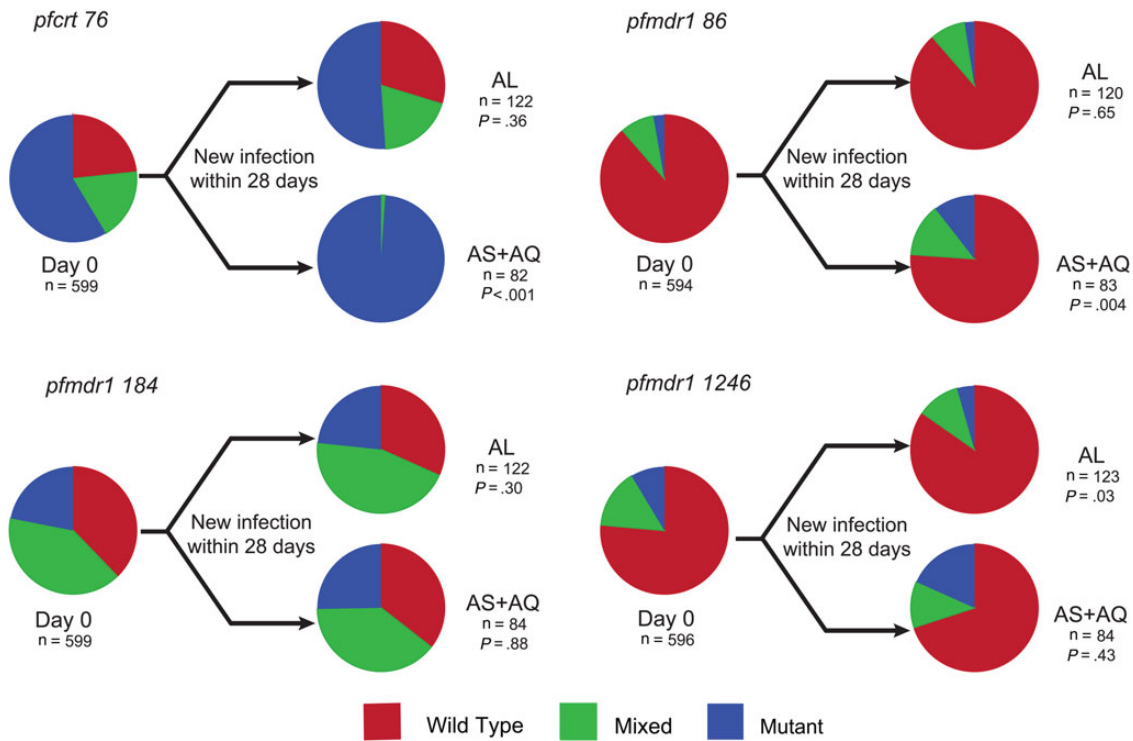 pfcrt 76
AL
n = 122
P = .36
New infection
within 28 days
Day 0
n = 599
AS+AQ
n = 82
P<.001
pfmdr1 86
AL
n = 120
P = .65
New infection
within 28 days
Day 0
n = 594
AS+AQ
n = 83
P = .004
pfmdr1 184
AL
n = 122
P = .30
New infection
within 28 days
Day 0
n = 599
AS+AQ
n = 84
P = .88
pfmdr1 1246
AL
n = 123
P = .03
New infection
within 28 days
Day 0
n = 596
AS+AQ
n = 84
P = .43
Wild Type Mixed Mutant